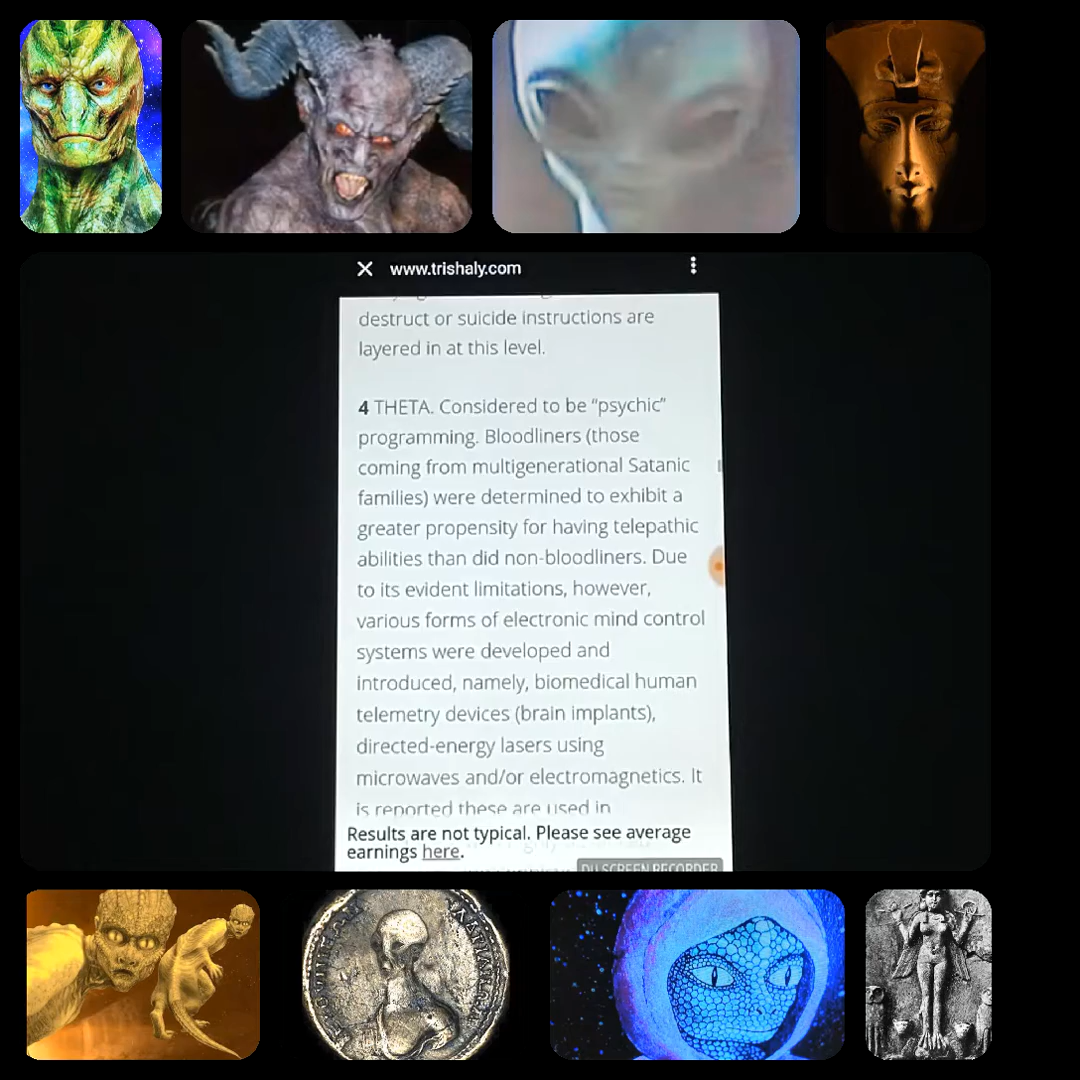 www.trishaly.com
destruct or suicide instructions are
layered in at this level.
4 THETA. Considered to be “psychic”
programming. Bloodliners (those
coming from multigenerational Satanic
families) were determined to exhibit a
greater propensity for having telepathic
abilities than did non-bloodliners. Due
to its evident limitations, however,
various forms of electronic mind control
systems were developed and
introduced, namely, biomedical human
telemetry devices (brain implants),
directed-energy lasers using
microwaves and/or electromagnetics. It
is reported these are used in
Results are not typical. Please see average
earnings here.
DU SCREEN RECORDER